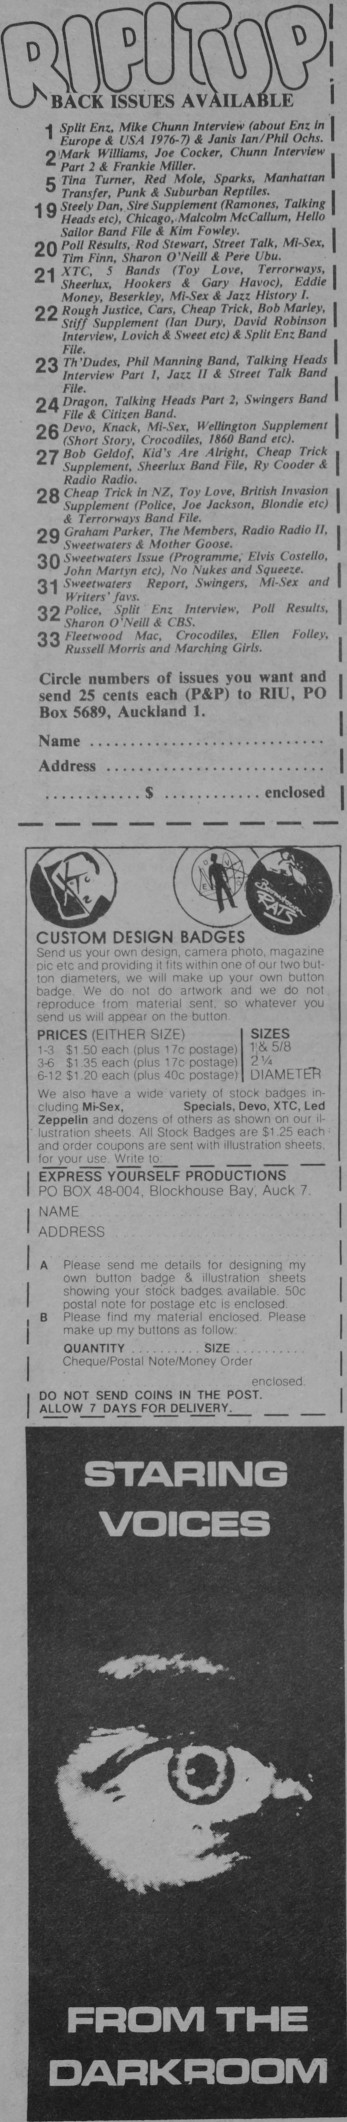 RIP IT UP
BACK ISSUES AVAILABLE
1 Split Enz, Mike Chunn Interview (about Enz in
Europe & USA 1976-7) & Janis Ian/Phil Ochs.
2 Mark Williams, Joe Cocker, Chunn Interview
Part 2 & Frankie Miller.
5 Tina Turner, Red Mole, Sparks, Manhattan
Transfer, Punk & Suburban Reptiles.
19 Steely Dan, Sire Supplement (Ramones, Talking
Heads etc), Chicago, Malcolm McCallum, Hello
Sailor Band File & Kim Fowley.
20 Poll Results, Rod Stewart, Street Talk, Mi-Sex,
Tim Finn, Sharon O'Neill & Pere Ubu.
21 XTC, 5 Bands (Toy Love, Terrorways,
Sheerlux, Hookers & Gary Havoc), Eddie
Money, Beserkley, Mi-Sex & Jazz History I.
22 Rough Justice, Cars, Cheap Trick, Bob Marley,
Stiff Supplement (Ian Dury, David Robinson
Interview, Lovich & Sweet etc) & Split Enz Band
File.
23 Th'Dudes, Phil Manning Band, Talking Heads
Interview Part 1, Jazz II & Street Talk Band
File.
24 Dragon, Talking Heads Part 2, Swingers Band
File & Citizen Band.
26 Devo, Knack, Mi-Sex, Wellington Supplement
(Short Story, Crocodiles, 1860 Band etc).
27 Bob Geldof, Kid's Are Alright, Cheap Trick
Supplement, Sheerlux Band File, Ry Cooder &
Radio Radio.
28 Cheap Trick in NZ, Toy Love, British Invasion
Supplement (Police, Joe Jackson, Blondie etc)
& Terrorways Band File.
29 Graham Parker, The Members, Radio Radio II,
Sweetwaters & Mother Goose.
30 Sweetwaters Issue (Programme, Elvis Costello,
John Martyn etc), No Nukes and Squeeze.
31 Sweetwaters Report, Swingers, Mi-Sex and
Writers' favs.
32 Police, Split Enz Interview, Poll Results,
Sharon O'Neill & CBS.
33 Fleetwood Mac, Crocodiles, Ellen Folley,
Russell Morris and Marching Girls.
Circle numbers of issues you want and
send 25 cents each (P&P) to RIU, PO
Box 5689, Auckland 1.
Name ..............................
Address ...........................
............ $ ............ enclosed
XTC
DEVO
Boomtown
RATS
CUSTOM DESIGN BADGES
Send us your own design, camera photo, magazine
pic etc and providing it fits within one of our two but-
ton diameters, we will make up your own button
badge. We do not do artwork and we do not
reproduce from material sent, so whatever you
send us will appear on the button.
PRICES (EITHER SIZE)
1-3 $1.50 each (plus 17c postage)
3-6 $1.35 each (plus 17c postage)
6-12 $1.20 each (plus 40c postage)
SIZES
1 & 5/8
2 ¼
DIAMETER
We also have a wide variety of stock badges in-
cluding Mi-Sex, Specials, Devo, XTC, Led
Zeppelin and dozens of others as shown on our il-
lustration sheets. All Stock Badges are $1.25 each
and order coupons are sent with illustration sheets,
for your use. Write to:
EXPRESS YOURSELF PRODUCTIONS
PO BOX 48-004, Blockhouse Bay, Auck 7.
NAME
ADDRESS
A Please send me details for designing my
own button badge & illustration sheets
showing your stock badges available. 50c
postal note for postage etc is enclosed.
B Please find my material enclosed. Please
make up my buttons as follow:
QUANTITY .......... SIZE ..........
Cheque/Postal Note/Money Order
enclosed.
DO NOT SEND COINS IN THE POST.
ALLOW 7 DAYS FOR DELIVERY.
STARING
VOICES
FROM THE
DARKROOM